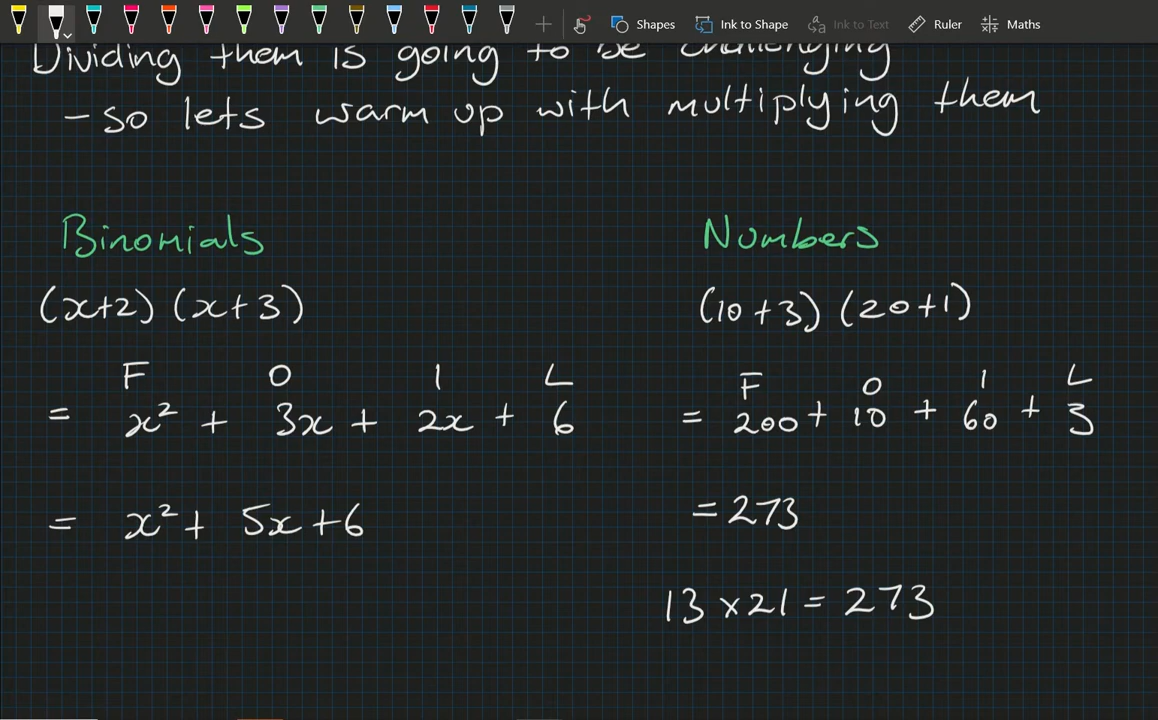 Shapes Ink to Shape Ink to Text Ruler Maths
Dividing them is going to be challenging
- so lets warm up with multiplying them
Binomials
(x+2) (x+3)
F O I L
= x² + 3x + 2x + 6
= x² + 5x + 6
Numbers
(10+3) (20+1)
F O I L
= 200 + 10 + 60 + 3
= 273
13 × 21 = 273